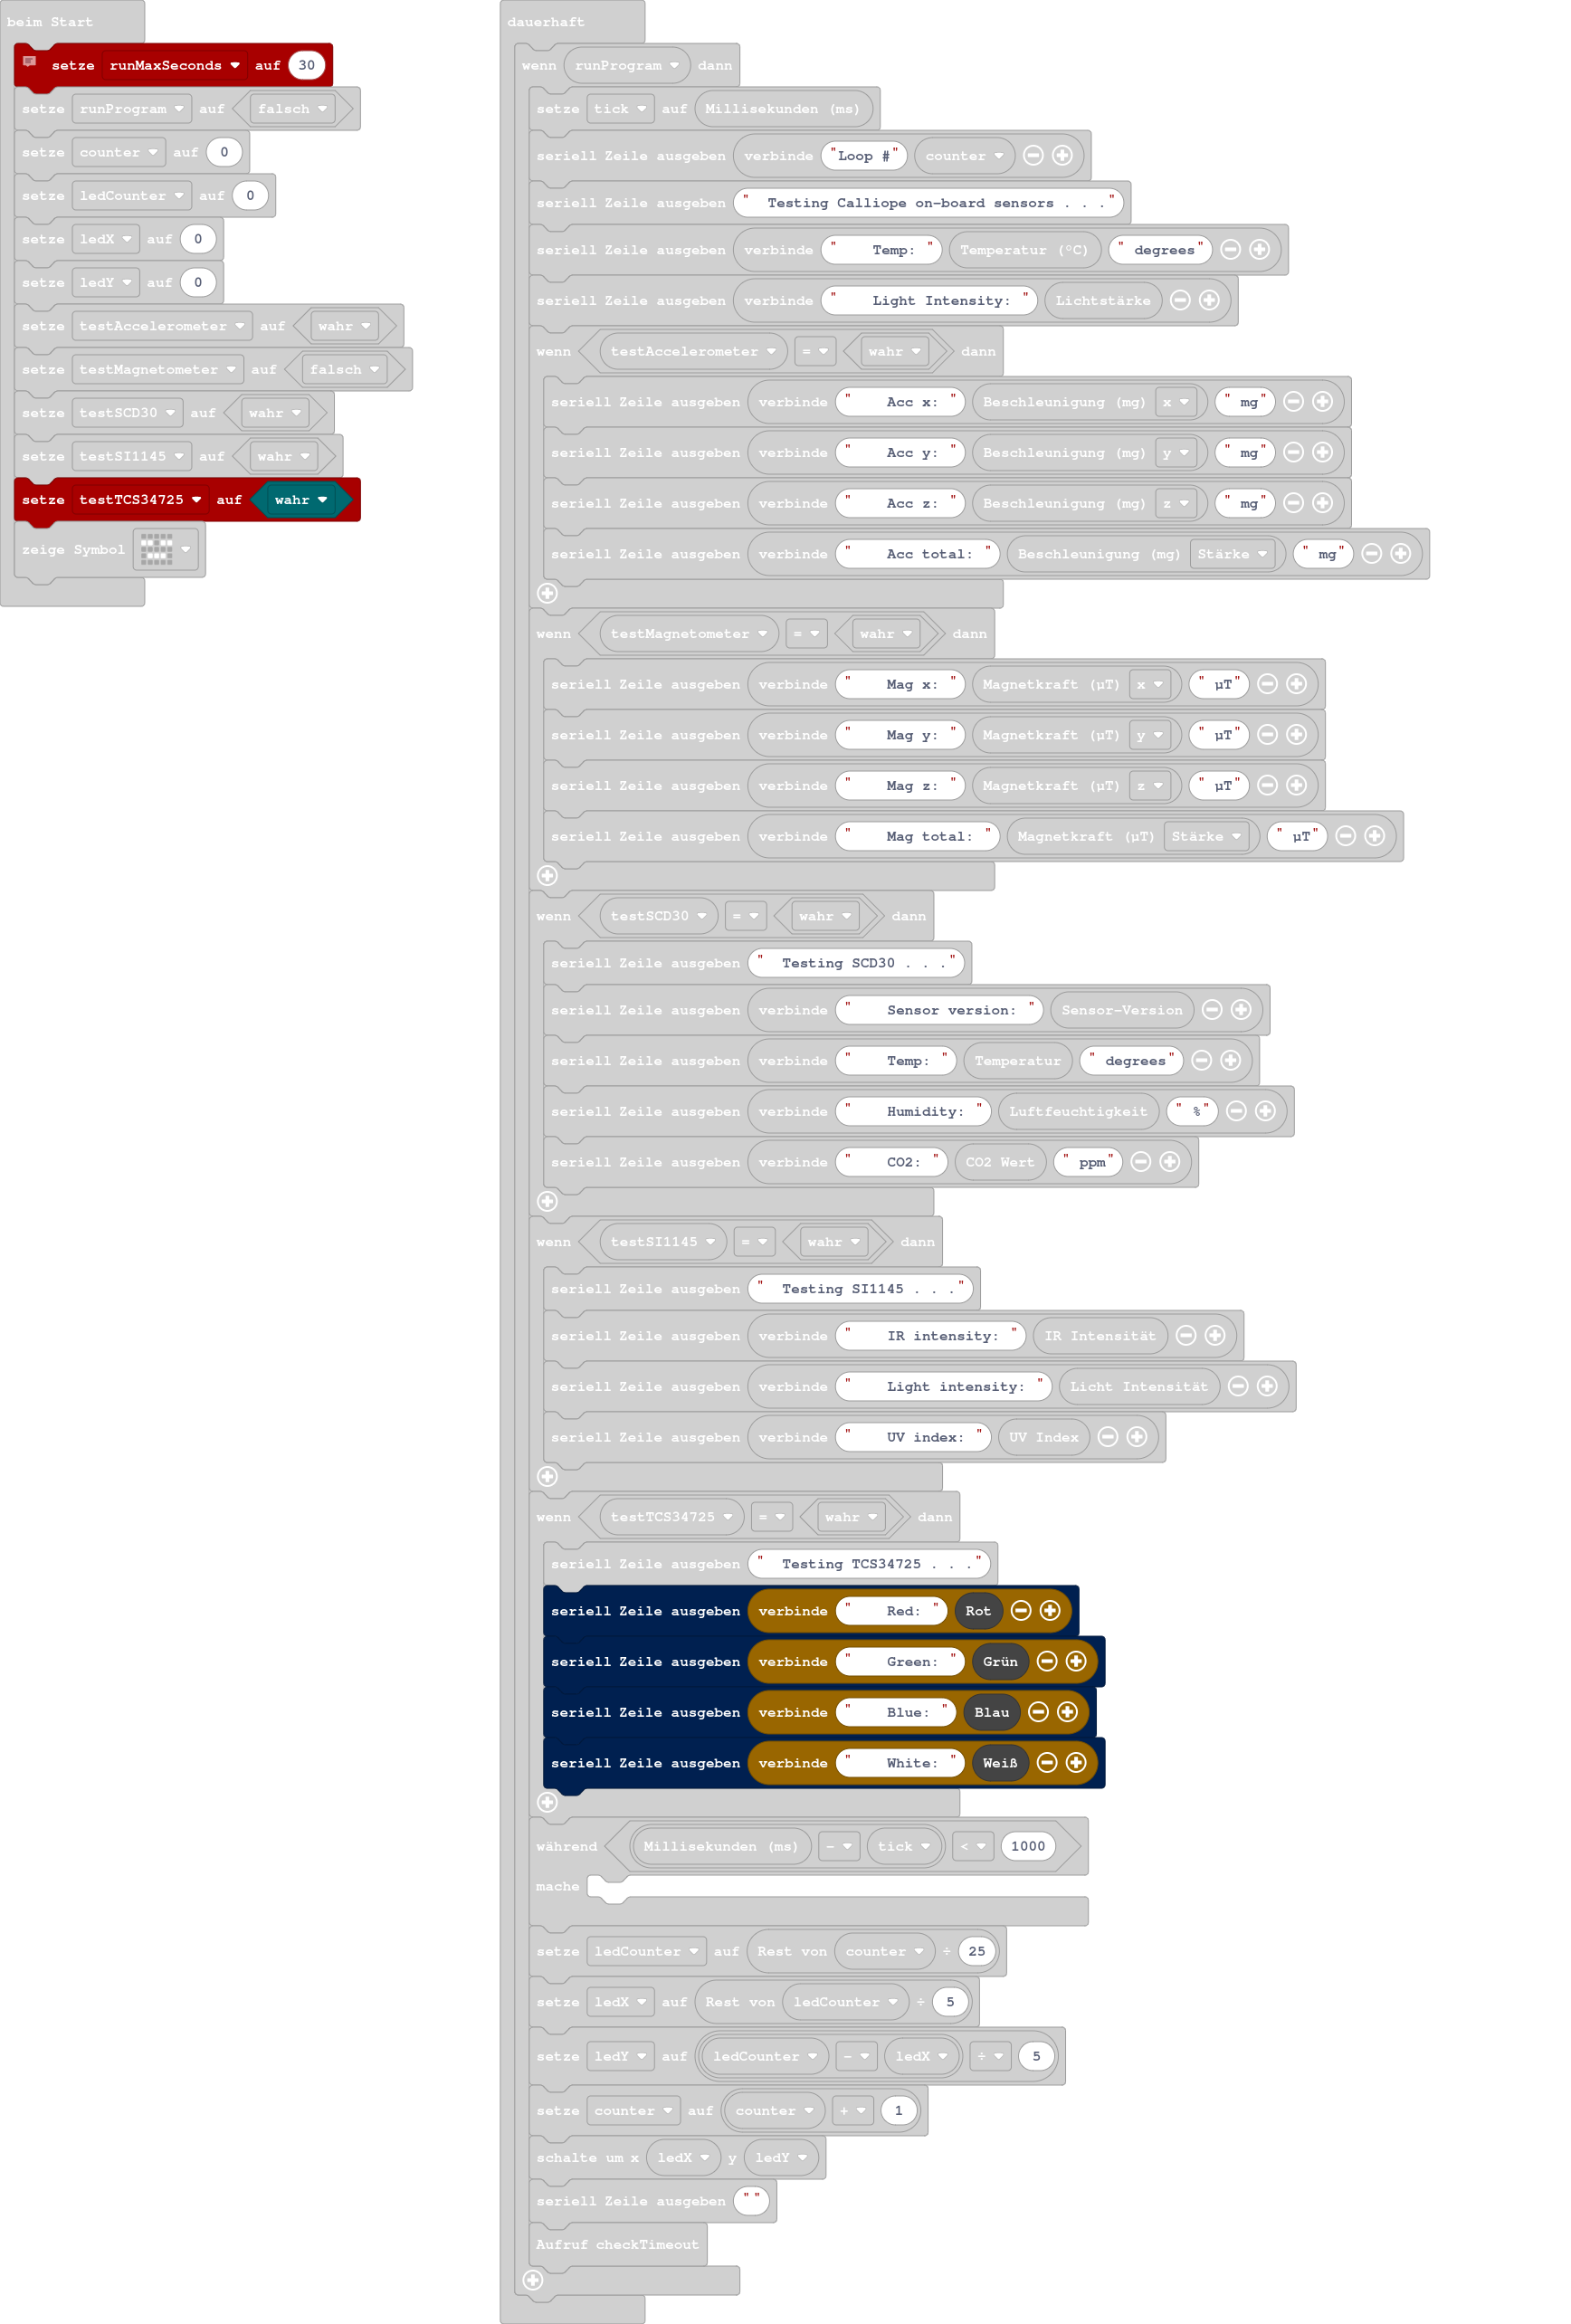 beim Start
setze runMaxSeconds auf 30
setze runProgram auf falsch
setze counter auf 0
setze ledCounter auf 0
setze ledX auf 0
setze ledY auf 0
setze testAccelerometer auf wahr
setze testMagnetometer auf falsch
setze testSCD30 auf wahr
setze testSI1145 auf wahr
setze testTCS34725 auf wahr
zeige Symbol
dauerhaft
wenn runProgram dann
setze tick auf Millisekunden (ms)
seriell Zeile ausgeben verbinde "Loop #" counter
seriell Zeile ausgeben " Testing Calliope on-board sensors . . ."
seriell Zeile ausgeben verbinde " Temp: " Temperatur (°C) " degrees"
seriell Zeile ausgeben verbinde " Light Intensity: " Lichtstärke
wenn testAccelerometer = wahr dann
seriell Zeile ausgeben verbinde " Acc x: " Beschleunigung (mg) x " mg"
seriell Zeile ausgeben verbinde " Acc y: " Beschleunigung (mg) y " mg"
seriell Zeile ausgeben verbinde " Acc z: " Beschleunigung (mg) z " mg"
seriell Zeile ausgeben verbinde " Acc total: " Beschleunigung (mg) Stärke " mg"
wenn testMagnetometer = wahr dann
seriell Zeile ausgeben verbinde " Mag x: " Magnetkraft (µT) x " µT"
seriell Zeile ausgeben verbinde " Mag y: " Magnetkraft (µT) y " µT"
seriell Zeile ausgeben verbinde " Mag z: " Magnetkraft (µT) z " µT"
seriell Zeile ausgeben verbinde " Mag total: " Magnetkraft (µT) Stärke " µT"
wenn testSCD30 = wahr dann
seriell Zeile ausgeben " Testing SCD30 . . ."
seriell Zeile ausgeben verbinde " Sensor version: " Sensor-Version
seriell Zeile ausgeben verbinde " Temp: " Temperatur " degrees"
seriell Zeile ausgeben verbinde " Humidity: " Luftfeuchtigkeit " %"
seriell Zeile ausgeben verbinde " CO2: " CO2 Wert " ppm"
wenn testSI1145 = wahr dann
seriell Zeile ausgeben " Testing SI1145 . . ."
seriell Zeile ausgeben verbinde " IR intensity: " IR Intensität
seriell Zeile ausgeben verbinde " Light intensity: " Licht Intensität
seriell Zeile ausgeben verbinde " UV index: " UV Index
wenn testTCS34725 = wahr dann
seriell Zeile ausgeben " Testing TCS34725 . . ."
seriell Zeile ausgeben verbinde " Red: " Rot
seriell Zeile ausgeben verbinde " Green: " Grün
seriell Zeile ausgeben verbinde " Blue: " Blau
seriell Zeile ausgeben verbinde " White: " Weiß
während Millisekunden (ms) - tick < 1000
mache
setze ledCounter auf Rest von counter ÷ 25
setze ledX auf Rest von ledCounter ÷ 5
setze ledY auf ledCounter - ledX ÷ 5
setze counter auf counter + 1
schalte um x ledX y ledY
seriell Zeile ausgeben ""
Aufruf checkTimeout